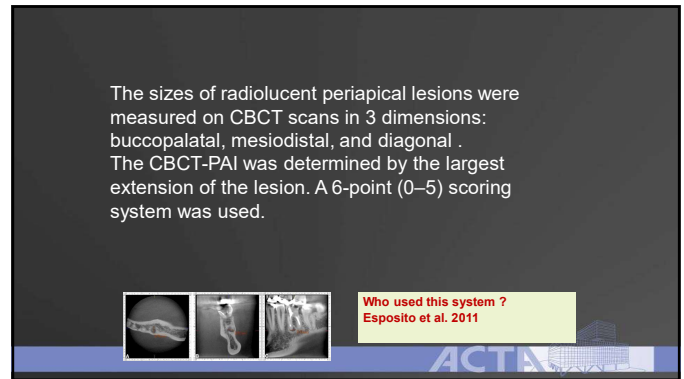 The sizes of radiolucent periapical lesions were
measured on CBCT scans in 3 dimensions:
buccopalatal, mesiodistal, and diagonal .
The CBCT-PAI was determined by the largest
extension of the lesion. A 6-point (0–5) scoring
system was used.
Who used this system ?
Esposito et al. 2011
A
B
C
ACTA